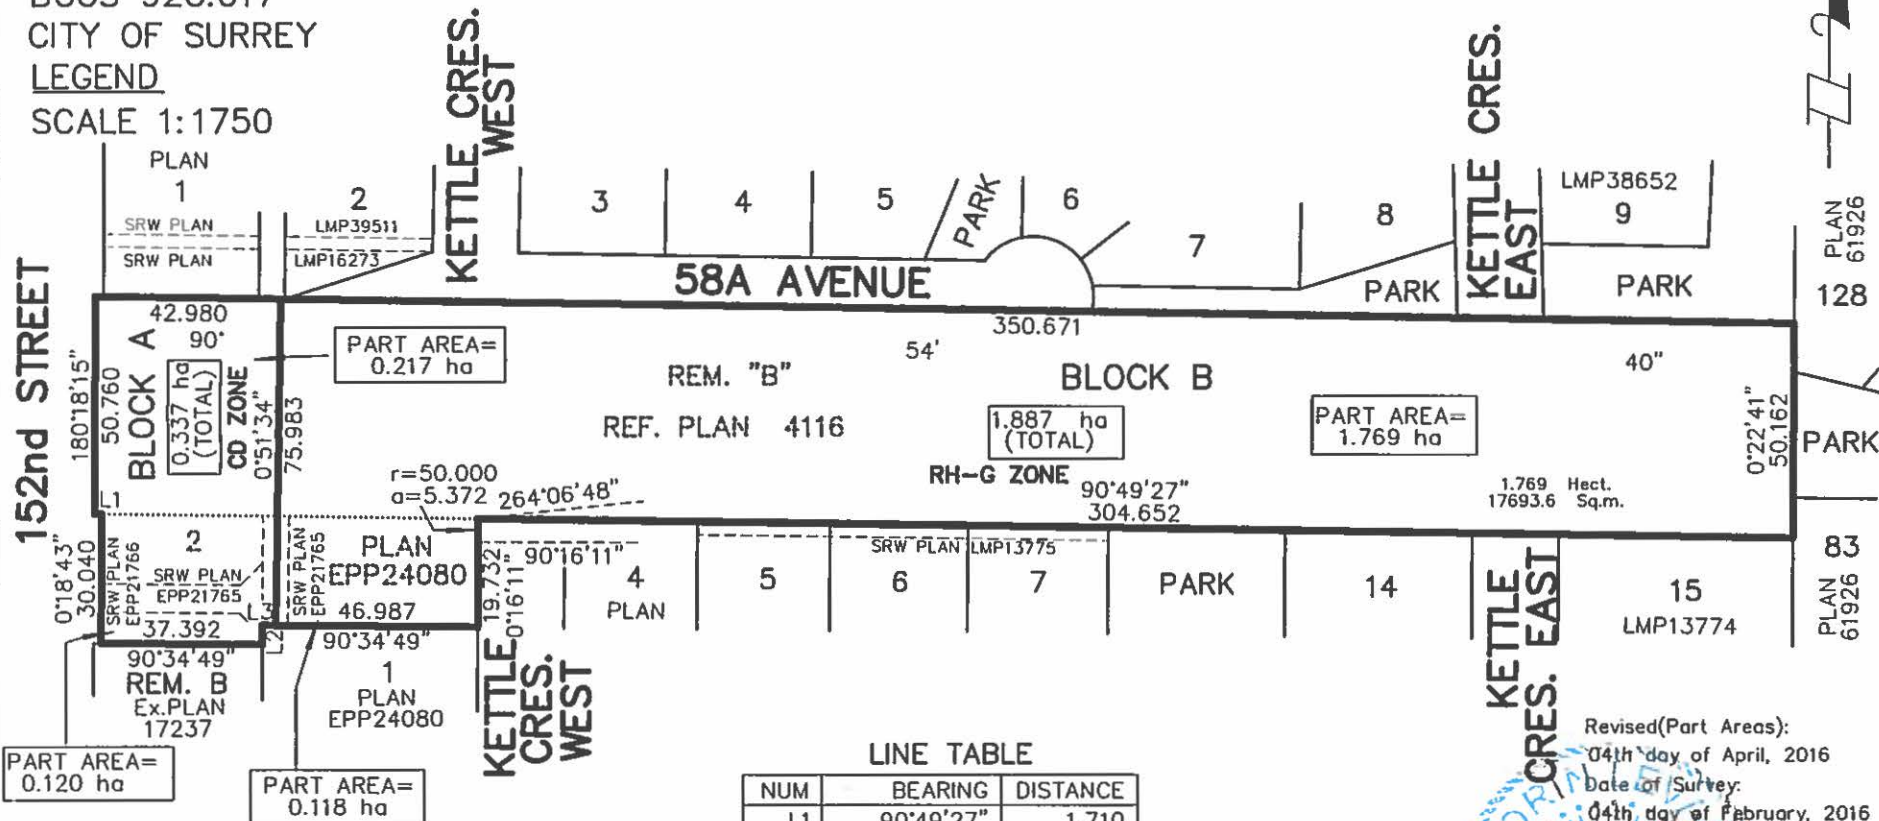 CITY OF SURREY
LEGEND
SCALE 1:1750
PLAN
1
SRW PLAN
SRW PLAN
2
LMP39511
LMP16273
KETTLE CRES.
WEST
3
4
5
PARK
6
7
8
PARK
KETTLE CRES.
EAST
LMP38652
9
PARK
PLAN
61926
128
58A AVENUE
152nd STREET
42.980
90°
350.671
54'
40"
180°18'15"
50.760
BLOCK A
0.337 ha
(TOTAL)
CD ZONE
0°51'34"
75.983
PART AREA=
0.217 ha
REM. "B"
REF. PLAN 4116
BLOCK B
1.887 ha
(TOTAL)
RH-G ZONE
PART AREA=
1.769 ha
0°22'41"
50.162
PARK
r=50.000
a=5.372
264°06'48"
90°49'27"
304.652
1.769 Hect.
17693.6 Sq.m.
L1
0°18'43"
30.040
SRW PLAN
EPP21766
2
SRW PLAN
EPP21765
L3
37.392
L2
SRW PLAN
EPP21765
PLAN
EPP24080
46.987
19.732
0°16'11"
90°16'11"
4
PLAN
5
SRW PLAN LMP13775
6
7
PARK
14
KETTLE
CRES. EAST
15
LMP13774
83
PLAN
61926
90°34'49"
REM. B
Ex.PLAN
17237
90°34'49"
1
PLAN
EPP24080
KETTLE
CRES.
WEST
PART AREA=
0.120 ha
PART AREA=
0.118 ha
LINE TABLE
NUM BEARING DISTANCE
L1 90°49'27" 1.710
Revised(Part Areas):
04th day of April, 2016
Date of Survey:
04th day of February, 2016